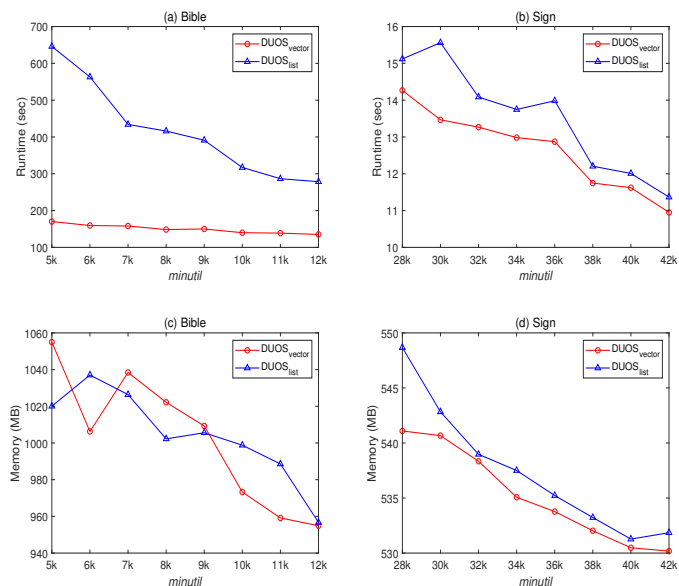 (a) Bible
700
600
500
400
300
200
100
Runtime (sec)
DUOS_vector
DUOS_list
5k 6k 7k 8k 9k 10k 11k 12k
minutil
(b) Sign
16
15
14
13
12
11
10
Runtime (sec)
DUOS_vector
DUOS_list
28k 30k 32k 34k 36k 38k 40k 42k
minutil
(c) Bible
1060
1040
1020
1000
980
960
940
Memory (MB)
DUOS_vector
DUOS_list
5k 6k 7k 8k 9k 10k 11k 12k
minutil
(d) Sign
550
545
540
535
530
Memory (MB)
DUOS_vector
DUOS_list
28k 30k 32k 34k 36k 38k 40k 42k
minutil